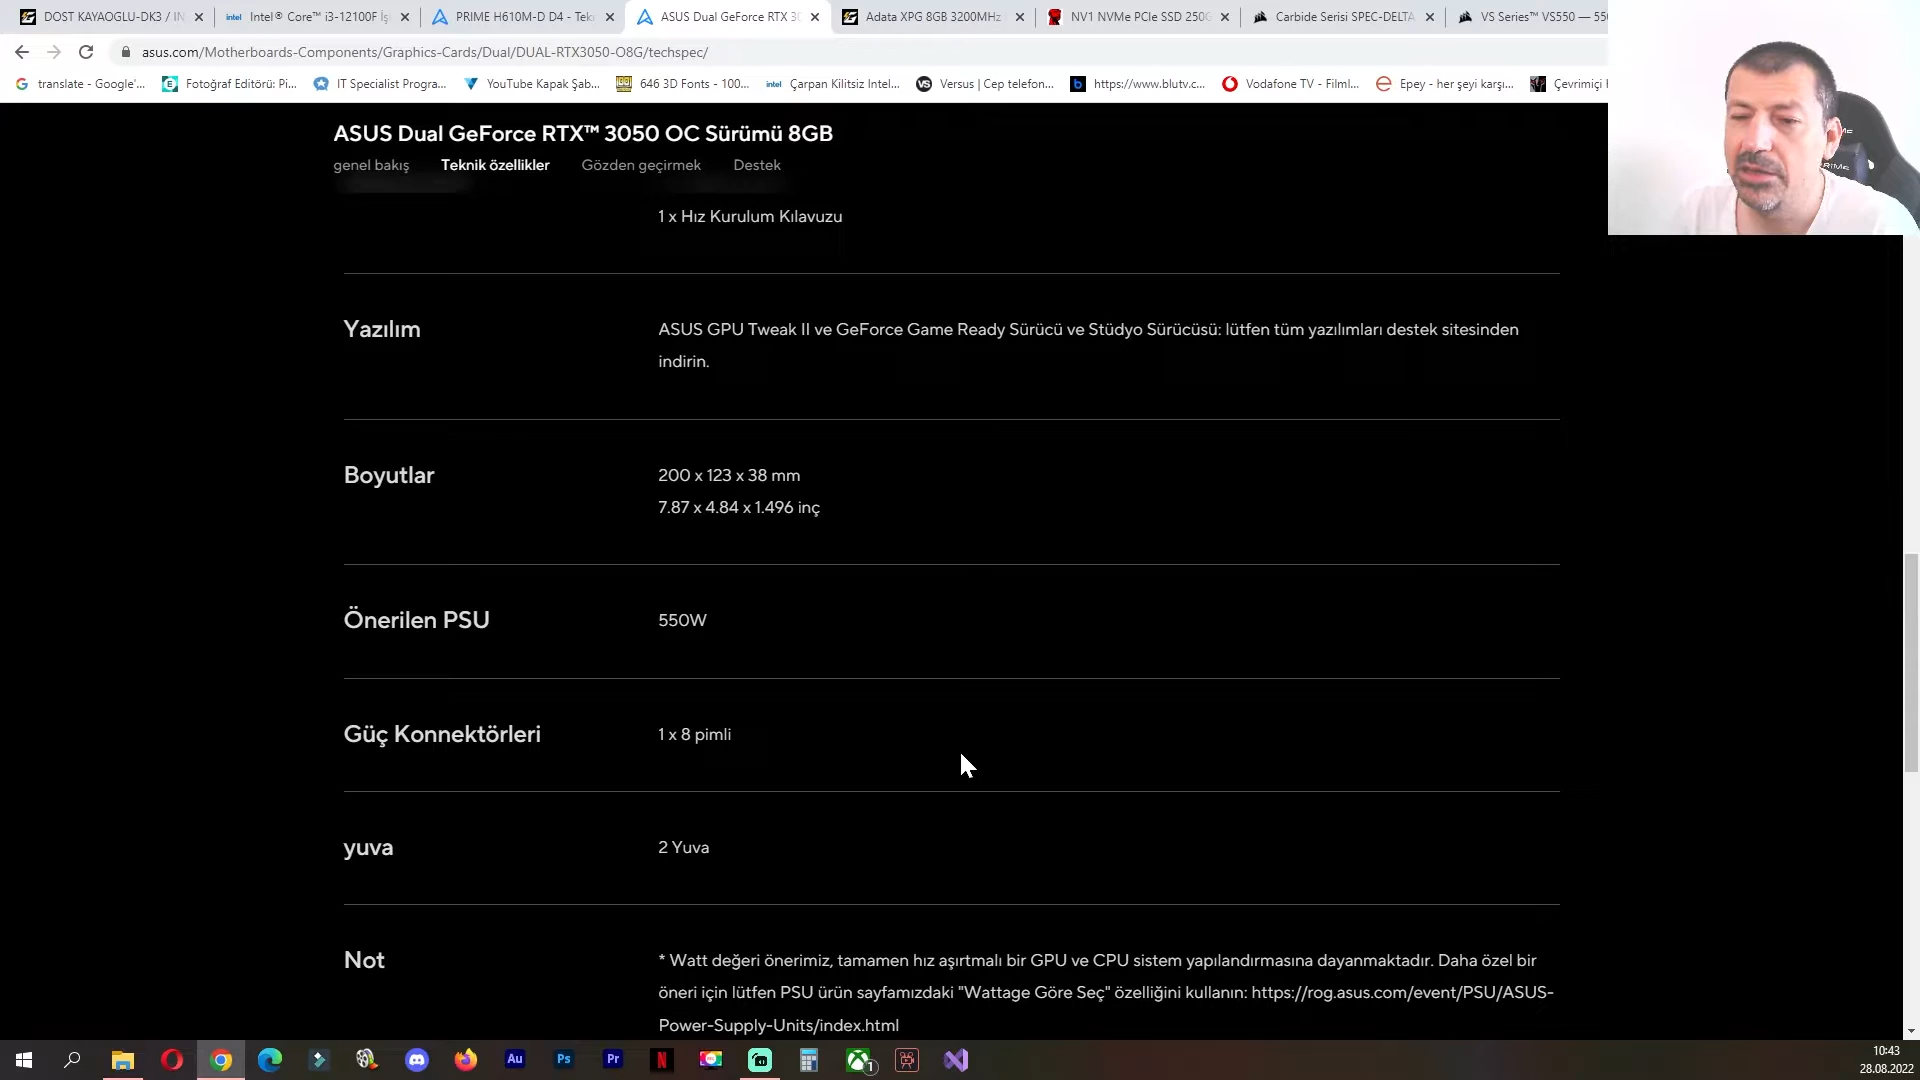 DOST KAYAOGLU-DK3 / IN
Intel® Core™ i3-12100F İşl
PRIME H610M-D D4 - Tekn
ASUS Dual GeForce RTX 30
Adata XPG 8GB 3200MHz
NV1 NVMe PCIe SSD 250G
Carbide Serisi SPEC-DELTA
VS Series™ VS550 — 550
asus.com/Motherboards-Components/Graphics-Cards/Dual/DUAL-RTX3050-O8G/techspec/
translate - Google'...
Fotoğraf Editörü: Pi...
IT Specialist Progra...
YouTube Kapak Şab...
646 3D Fonts - 100...
intel
Çarpan Kilitsiz Intel...
Versus | Cep telefon...
https://www.blutv.c...
Vodafone TV - Filml...
Epey - her şeyi karşı...
Çevrimiçi
ASUS Dual GeForce RTX™ 3050 OC Sürümü 8GB
genel bakış
Teknik özellikler
Gözden geçirmek
Destek
1 x Hız Kurulum Kılavuzu
Yazılım
ASUS GPU Tweak II ve GeForce Game Ready Sürücü ve Stüdyo Sürücüsü: lütfen tüm yazılımları destek sitesinden
indirin.
Boyutlar
200 x 123 x 38 mm
7.87 x 4.84 x 1.496 inç
Önerilen PSU
550W
Güç Konnektörleri
1 x 8 pimli
yuva
2 Yuva
Not
* Watt değeri önerimiz, tamamen hız aşırtmalı bir GPU ve CPU sistem yapılandırmasına dayanmaktadır. Daha özel bir
öneri için lütfen PSU ürün sayfamızdaki "Wattage Göre Seç" özelliğini kullanın: https://rog.asus.com/event/PSU/ASUS-
Power-Supply-Units/index.html
10:43
28.08.2022